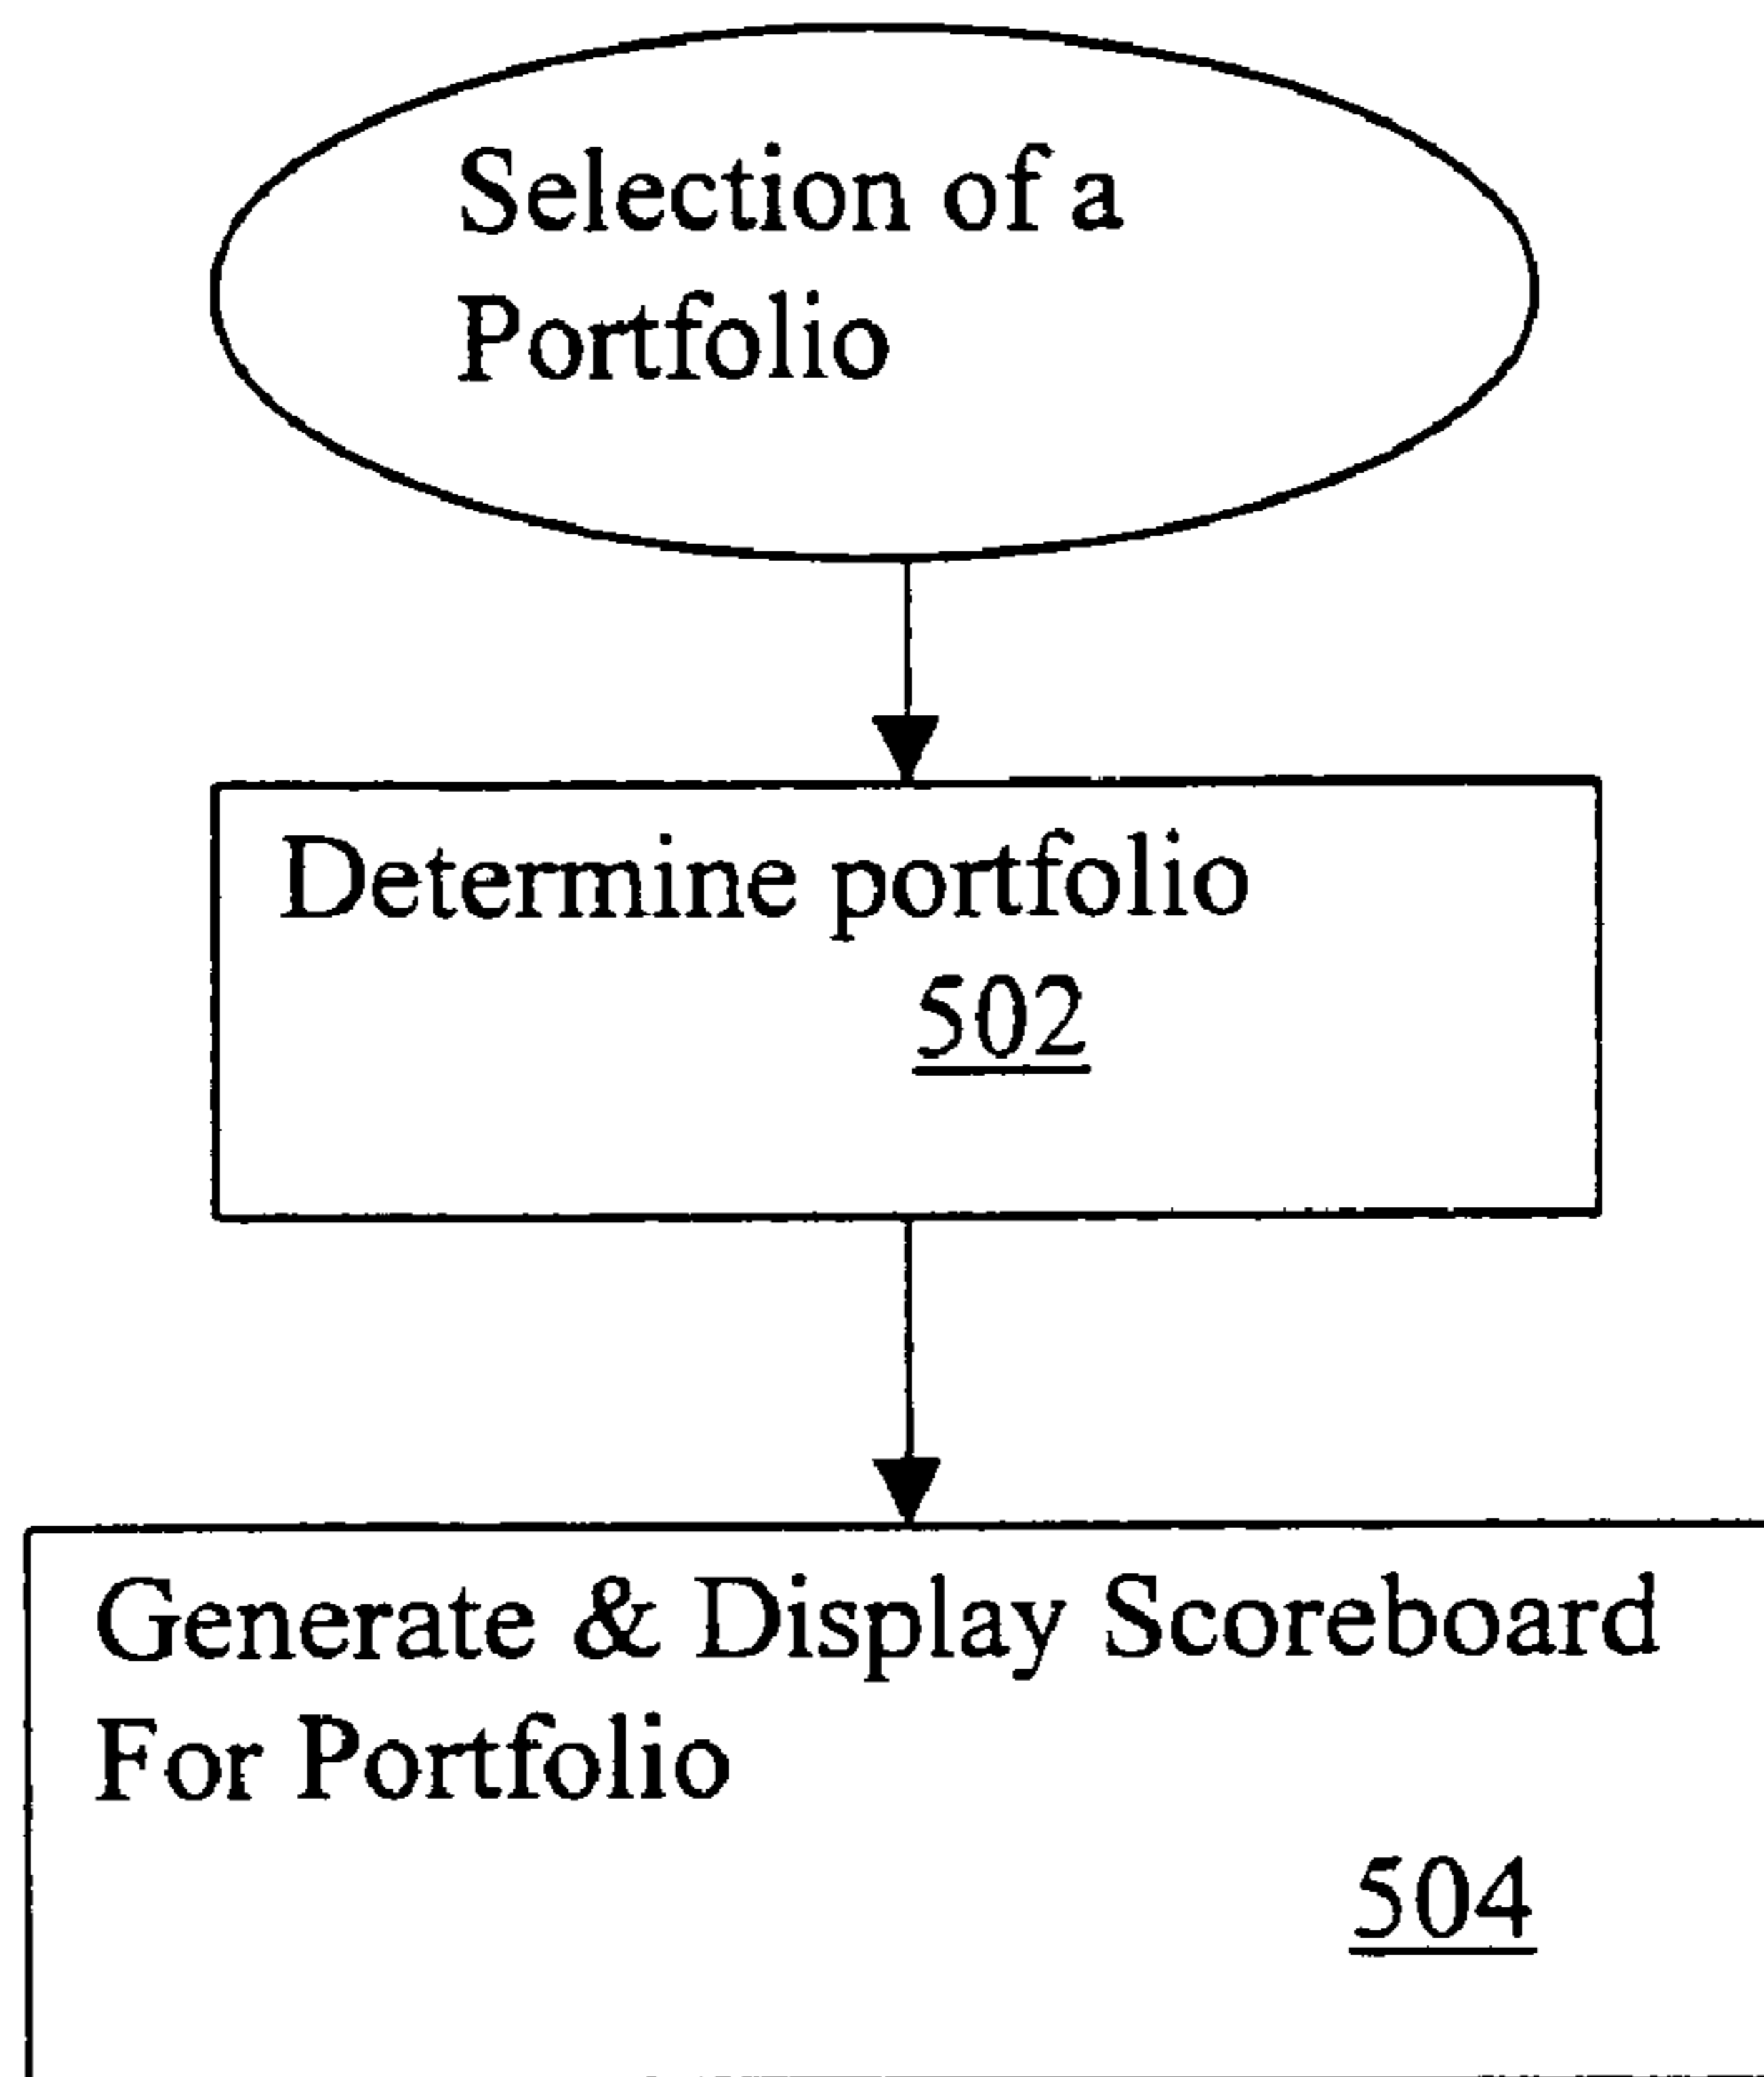 Selection of a
Portfolio
Determine portfolio
502
Generate & Display Scoreboard
For Portfolio
504